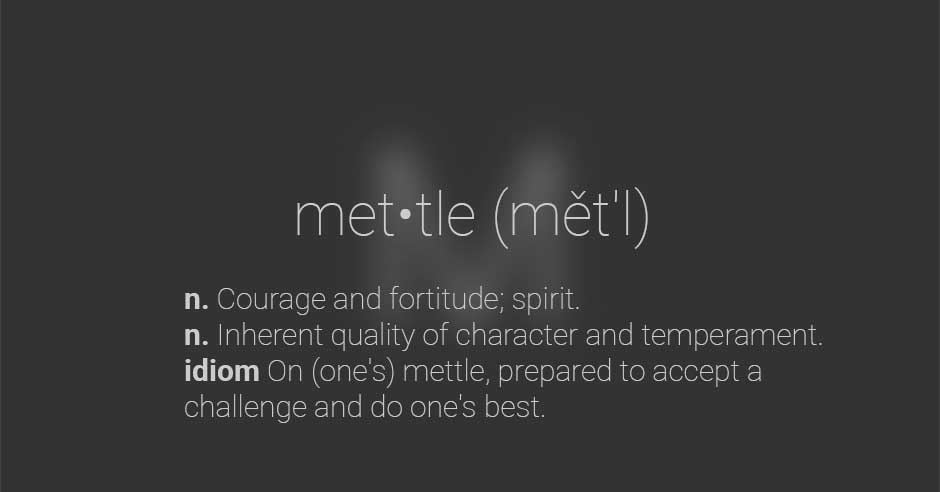 M
met•tle (mět'l)
n. Courage and fortitude; spirit.
n. Inherent quality of character and temperament.
idiom On (one's) mettle, prepared to accept a
challenge and do one's best.